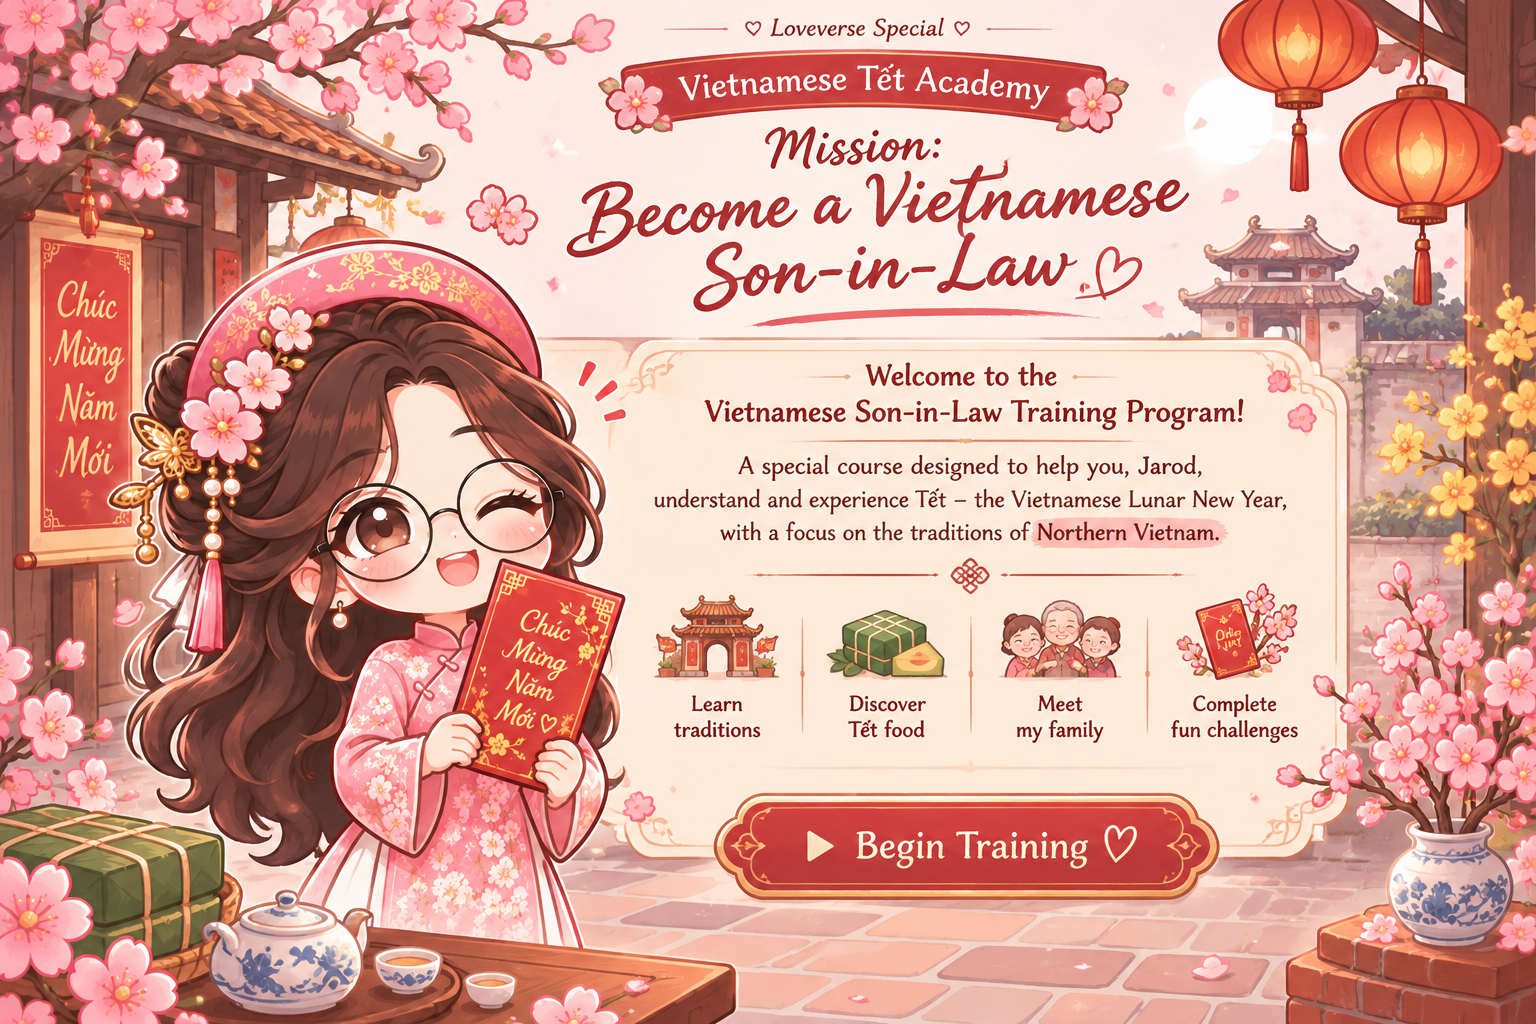 ♡ Loveverse Special ♡
Vietnamese Tết Academy
Mission:
Become a Vietnamese
Son-in-Law ♡
Chúc
Mừng
Năm
Mới
Welcome to the
Vietnamese Son-in-Law Training Program!
A special course designed to help you, Jarod,
understand and experience Tết – the Vietnamese Lunar New Year,
with a focus on the traditions of Northern Vietnam.
Chúc
Mừng
Năm
Mới ♡
Learn
traditions
Discover
Tết food
Meet
my family
Complete
fun challenges
▶ Begin Training ♡